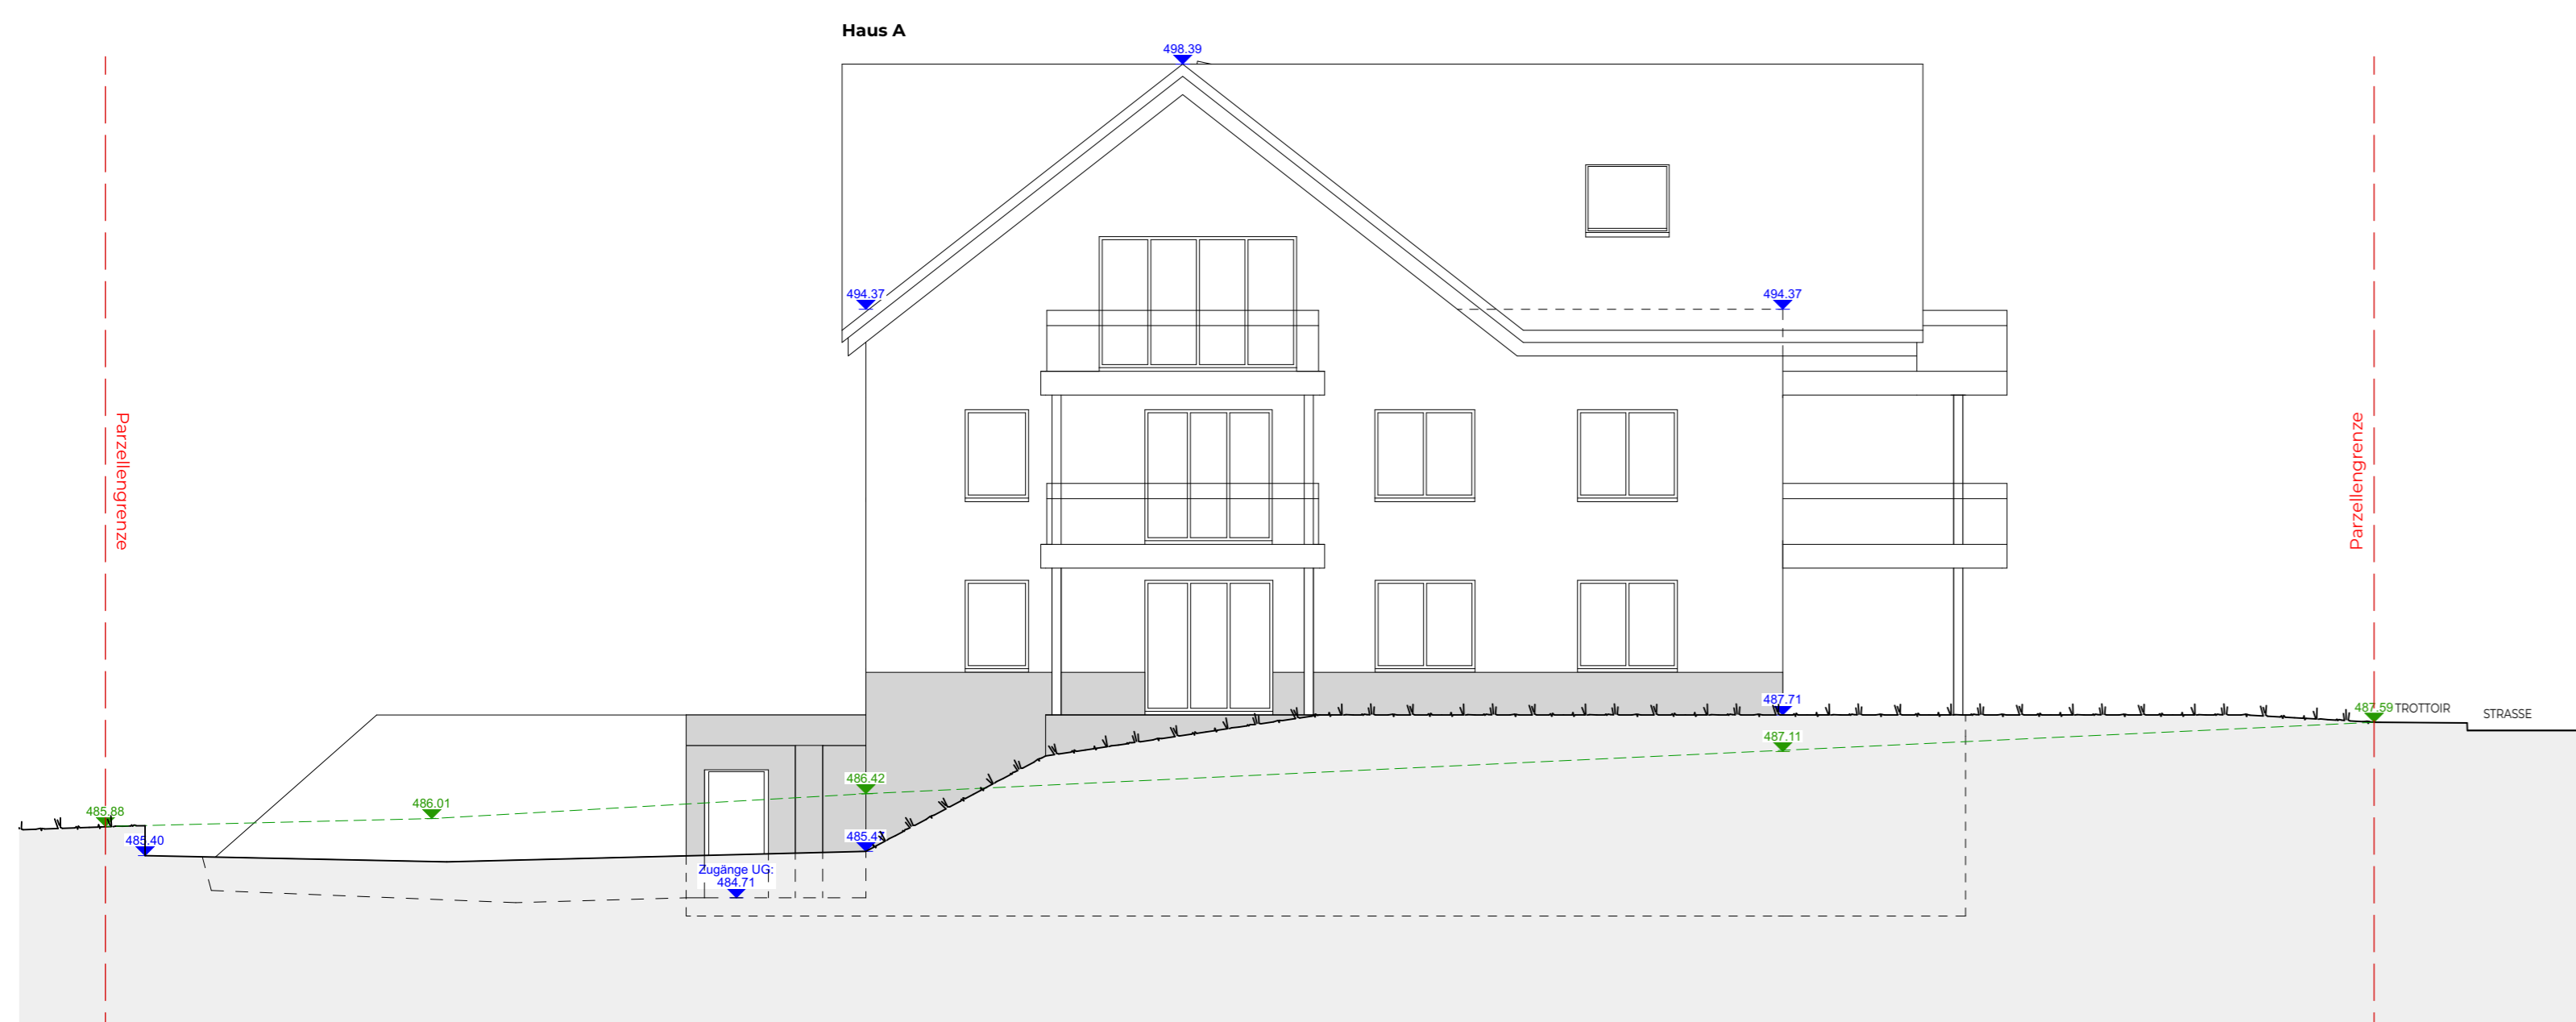 Haus A
498.39
494.37
494.37
Parzellengrenze
Parzellengrenze
487.71
487.59 TROTTOIR
STRASSE
487.11
486.42
486.01
485.88
485.40
Zugänge UG:
484.71